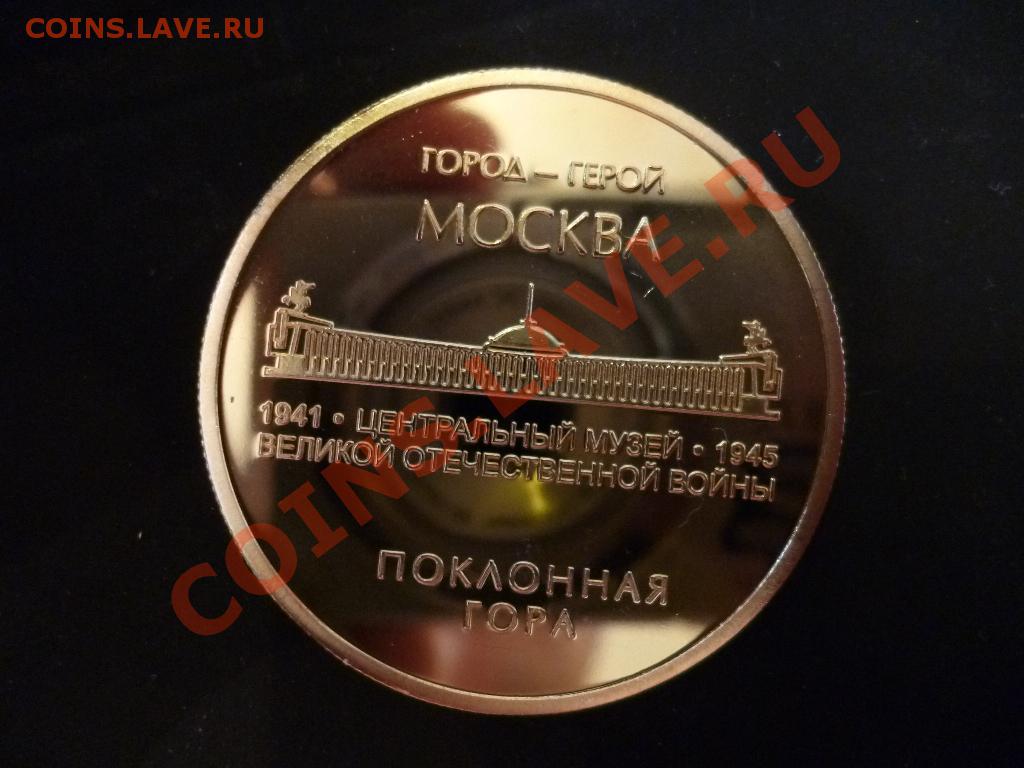 COINS.LAVE.RU
ГОРОД – ГЕРОЙ
МОСКВА
1941 • ЦЕНТРАЛЬНЫЙ МУЗЕЙ • 1945
ВЕЛИКОЙ ОТЕЧЕСТВЕННОЙ ВОЙНЫ
ПОКЛОННАЯ
ГОРА
COINS.LAVE.RU